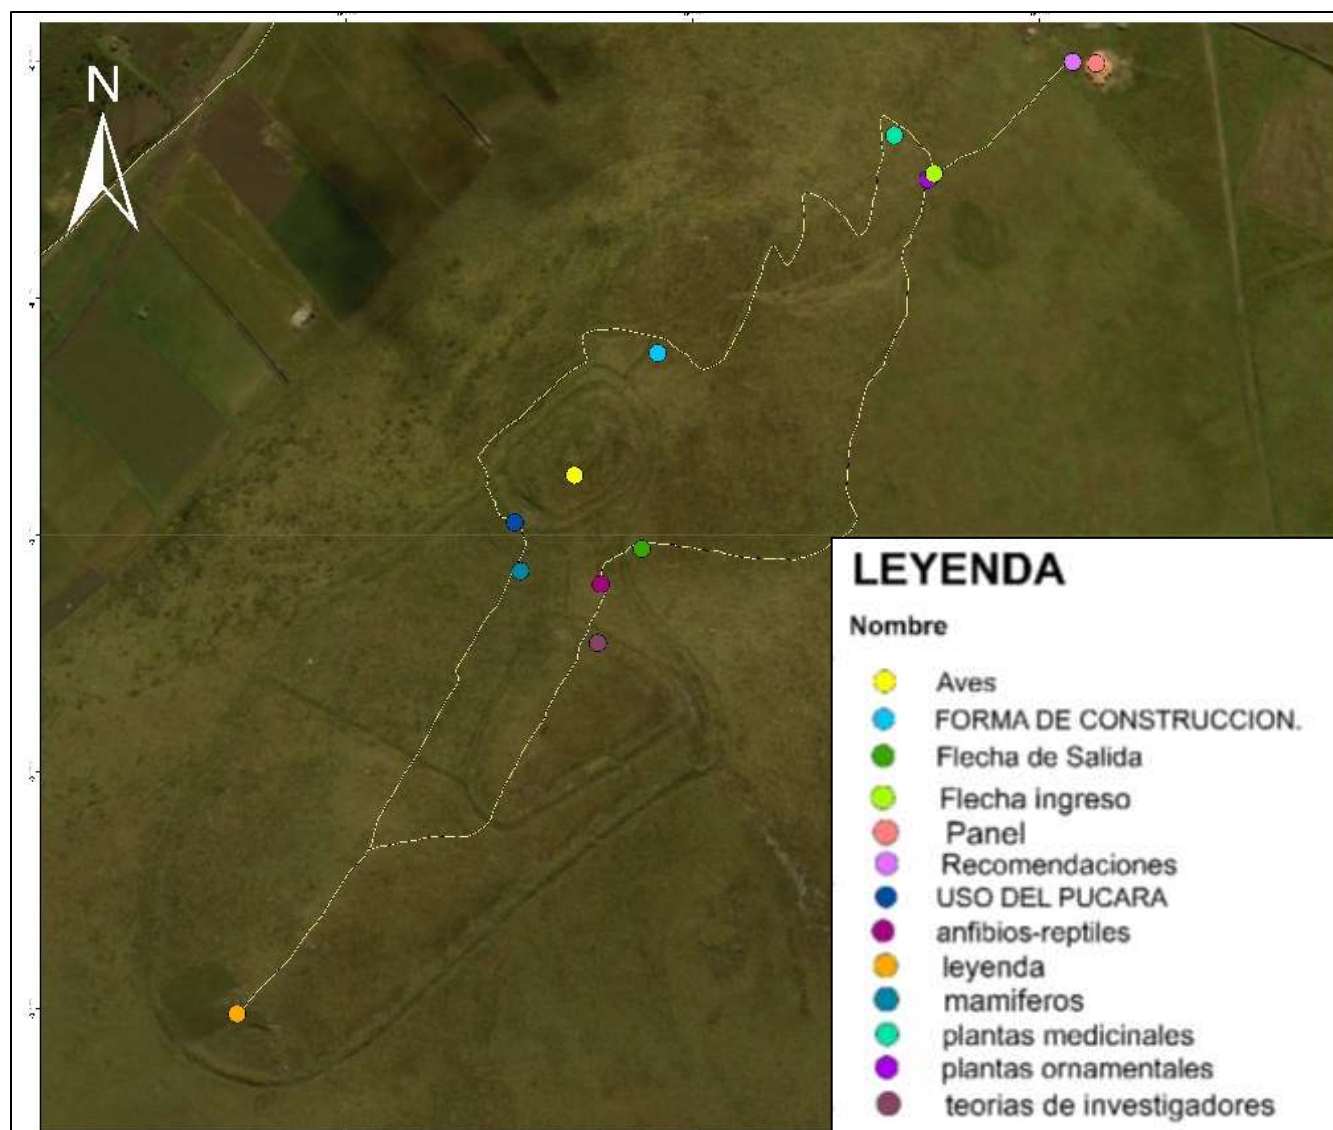 N
LEYENDA
Nombre
Aves
FORMA DE CONSTRUCCION.
Flecha de Salida
Flecha ingreso
Panel
Recomendaciones
USO DEL PUCARA
anfibios-reptiles
leyenda
mamiferos
plantas medicinales
plantas ornamentales
teorias de investigadores